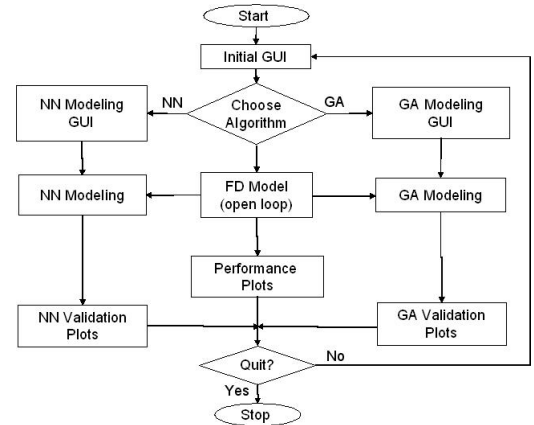 Start
Initial GUI
NN
GA
Choose
Algorithm
NN Modeling
GUI
GA Modeling
GUI
NN Modeling
FD Model
(open loop)
GA Modeling
Performance
Plots
NN Validation
Plots
GA Validation
Plots
Quit?
No
Yes
Stop